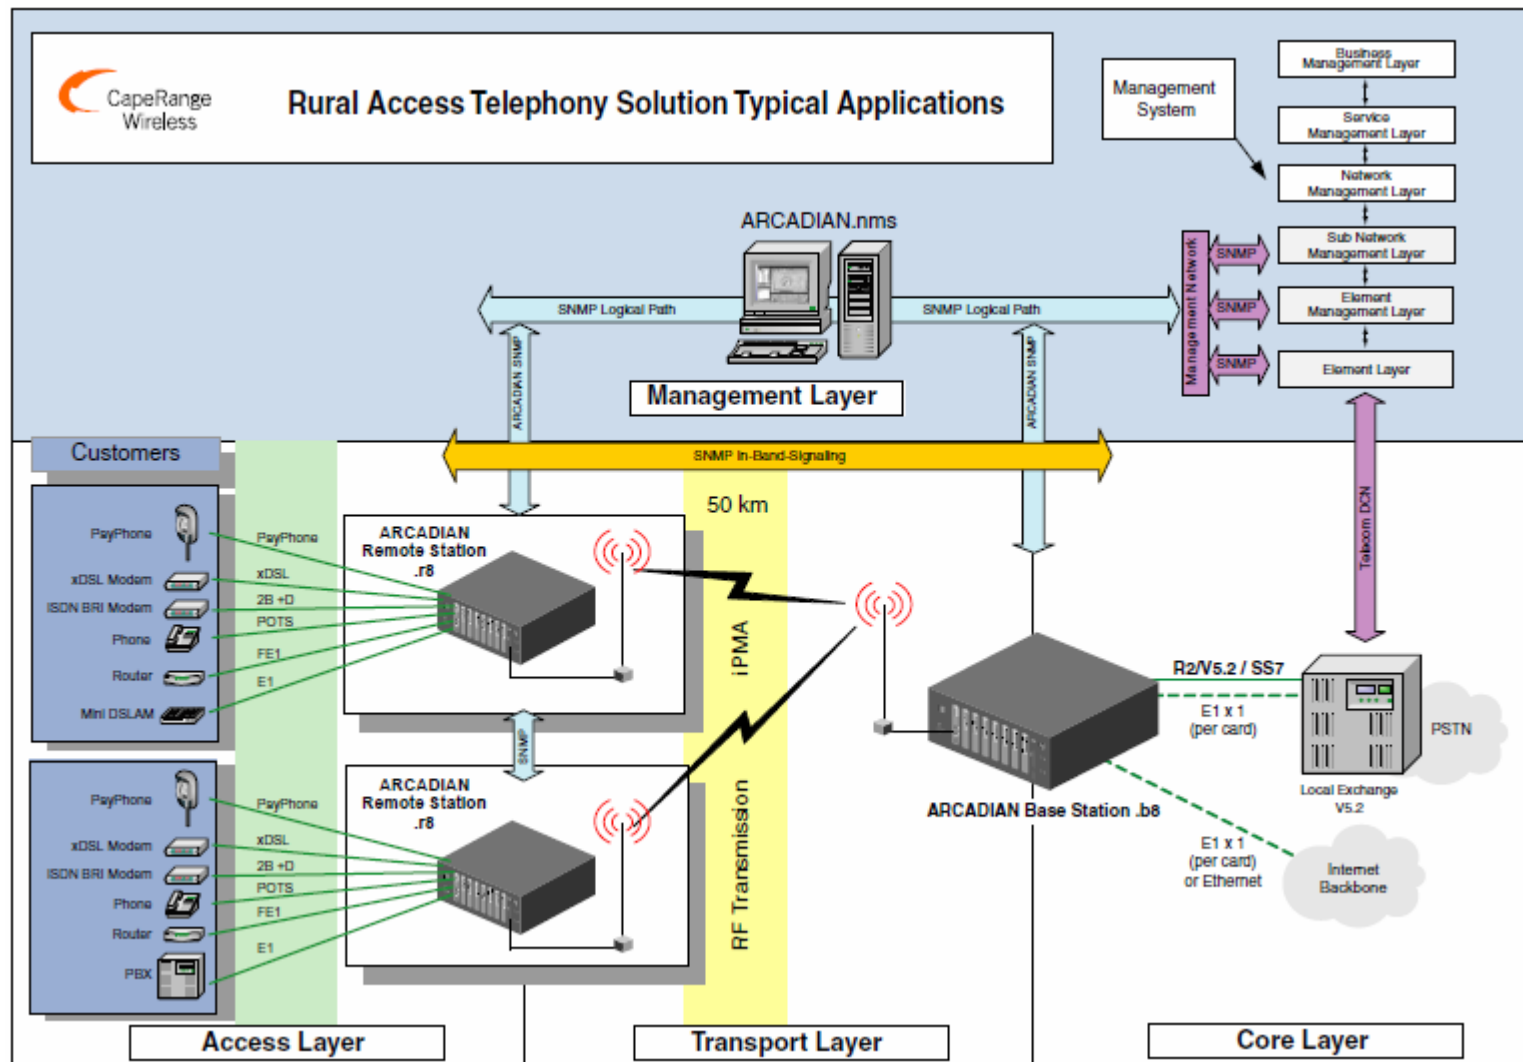 CapeRange
Wireless
Rural Access Telephony Solution Typical Applications
Management
System
Business
Management Layer
Service
Management Layer
Network
Management Layer
Sub Network
Management Layer
Element
Management Layer
Element Layer
Management Network
SNMP
SNMP
SNMP
ARCADIAN.nms
SNMP Logical Path
SNMP Logical Path
ARCADIAN SNMP
ARCADIAN SNMP
Management Layer
SNMP In-Band-Signaling
Telecom DCN
Customers
PayPhone
xDSL Modem
ISDN BRI Modem
Phone
Router
Mini DSLAM
PayPhone
xDSL
2B +D
POTS
FE1
E1
ARCADIAN
Remote Station
.r8
SNMP
50 km
iPMA
RF Transmission
PayPhone
xDSL Modem
ISDN BRI Modem
Phone
Router
PBX
PayPhone
xDSL
2B +D
POTS
FE1
E1
ARCADIAN
Remote Station
.r8
ARCADIAN Base Station .b8
R2/V5.2 / SS7
E1 x 1
(per card)
PSTN
Local Exchange
V5.2
E1 x 1
(per card)
or Ethernet
Internet
Backbone
Access Layer
Transport Layer
Core Layer